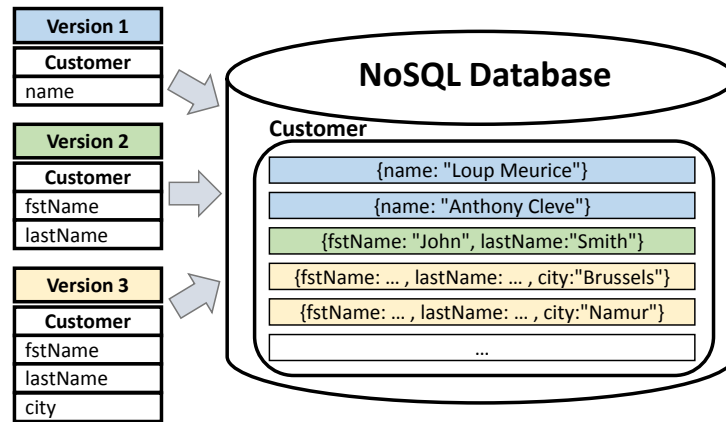 Version 1
Customer
name
Version 2
Customer
fstName
lastName
Version 3
Customer
fstName
lastName
city
NoSQL Database
Customer
{name: "Loup Meurice"}
{name: "Anthony Cleve"}
{fstName: "John", lastName:"Smith"}
{fstName: ... , lastName: ... , city:"Brussels"}
{fstName: ... , lastName: ... , city:"Namur"}
...